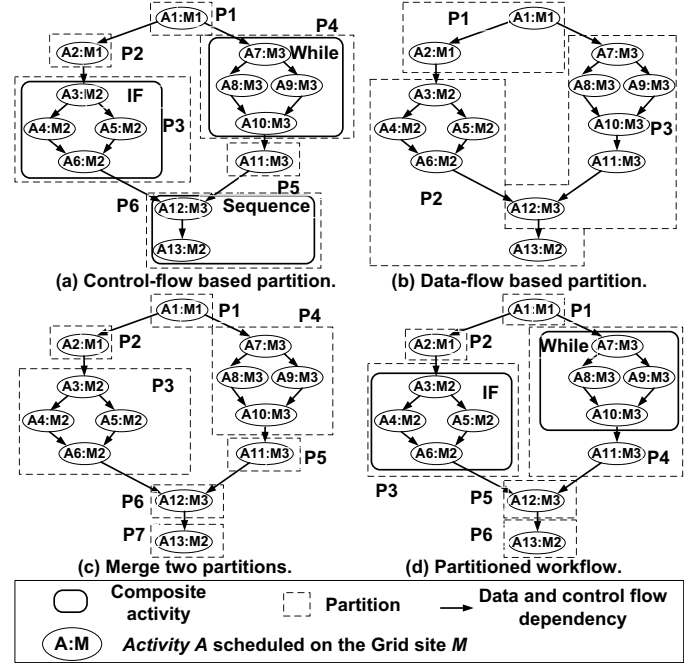 A1:M1 P1
P4
A2:M1 P2
A7:M3 While
A3:M2 IF
A8:M3 A9:M3
A4:M2 A5:M2 P3
A10:M3
A6:M2
A11:M3
P5
P6 A12:M3 Sequence
A13:M2
(a) Control-flow based partition.
P1 A1:M1
A2:M1 A7:M3
A3:M2
A8:M3 A9:M3
A4:M2 A5:M2
A10:M3 P3
A6:M2 A11:M3
P2
A12:M3
A13:M2
(b) Data-flow based partition.
A1:M1 P1
P4
A2:M1 P2
A7:M3
A3:M2 P3
A8:M3 A9:M3
A4:M2 A5:M2
A10:M3
A6:M2 A11:M3
P5
P6 A12:M3
P7 A13:M2
(c) Merge two partitions.
A1:M1 P1
A2:M1 P2
While A7:M3
A3:M2 IF
A8:M3 A9:M3
A4:M2 A5:M2
A10:M3
A6:M2 A11:M3
P3 P4
P5 A12:M3
P6 A13:M2
(d) Partitioned workflow.
Composite
activity
Partition
Data and control flow
dependency
A:M Activity A scheduled on the Grid site M